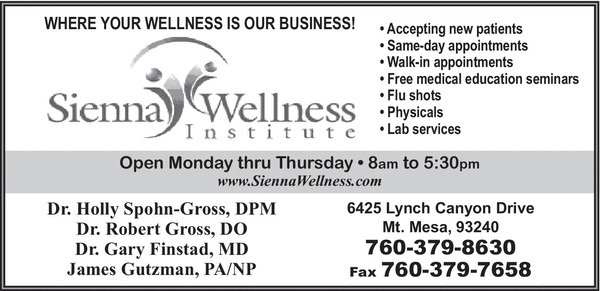 WHERE YOUR WELLNESS IS OUR BUSINESS!
Sienna Wellness
Institute
• Accepting new patients
• Same-day appointments
• Walk-in appointments
• Free medical education seminars
• Flu shots
• Physicals
• Lab services
Open Monday thru Thursday • 8am to 5:30pm
www.SiennaWellness.com
Dr. Holly Spohn-Gross, DPM
Dr. Robert Gross, DO
Dr. Gary Finstad, MD
James Gutzman, PA/NP
6425 Lynch Canyon Drive
Mt. Mesa, 93240
760-379-8630
Fax 760-379-7658